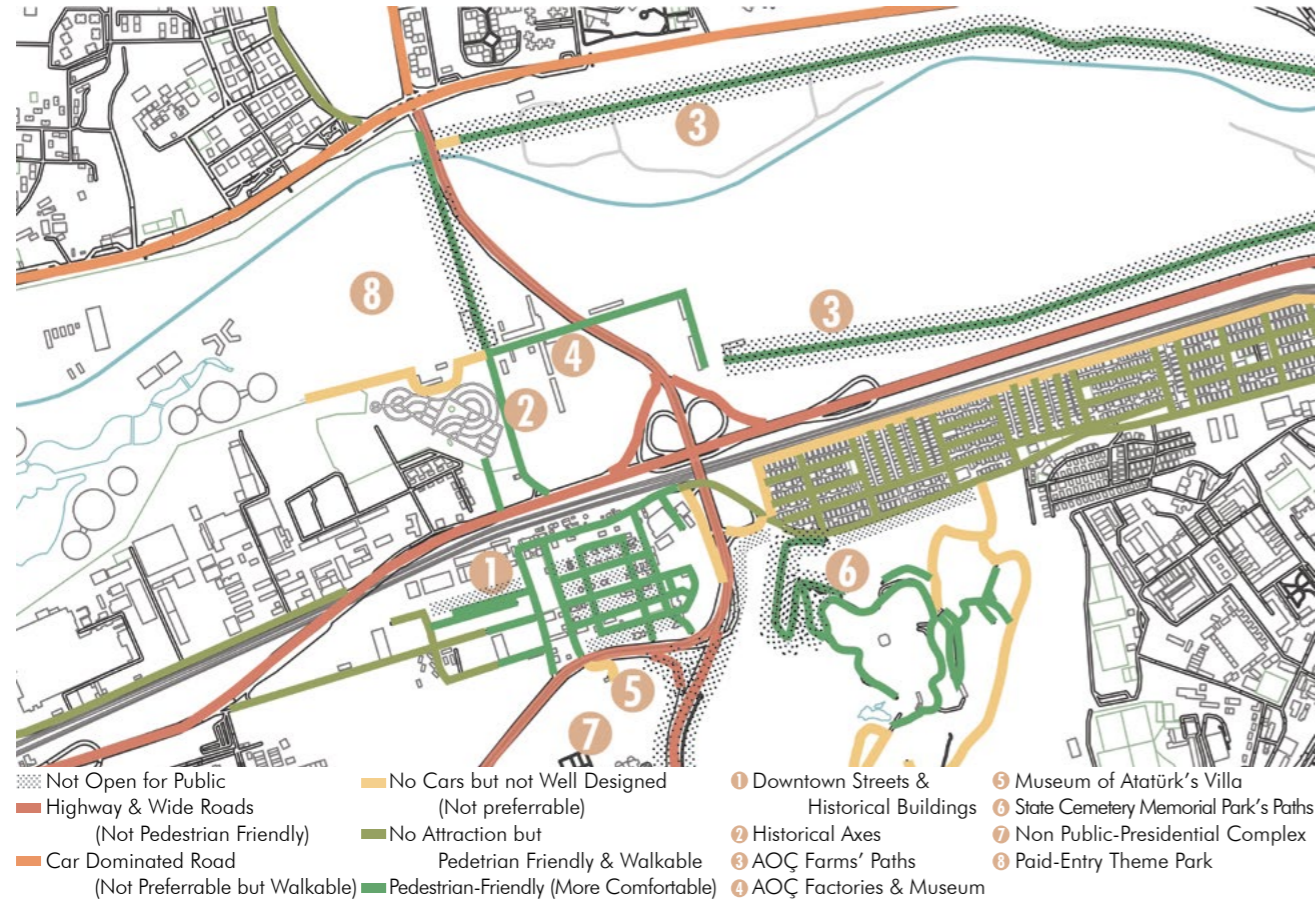 3
8
3
4
2
1
6
5
7
Not Open for Public
Highway & Wide Roads
(Not Pedestrian Friendly)
Car Dominated Road
(Not Preferrable but Walkable)
No Cars but not Well Designed
(Not preferrable)
No Attraction but
Pedetrian Friendly & Walkable
Pedestrian-Friendly (More Comfortable)
1 Downtown Streets &
Historical Buildings
2 Historical Axes
3 AOÇ Farms' Paths
4 AOÇ Factories & Museum
5 Museum of Atatürk's Villa
6 State Cemetery Memorial Park's Paths
7 Non Public-Presidential Complex
8 Paid-Entry Theme Park